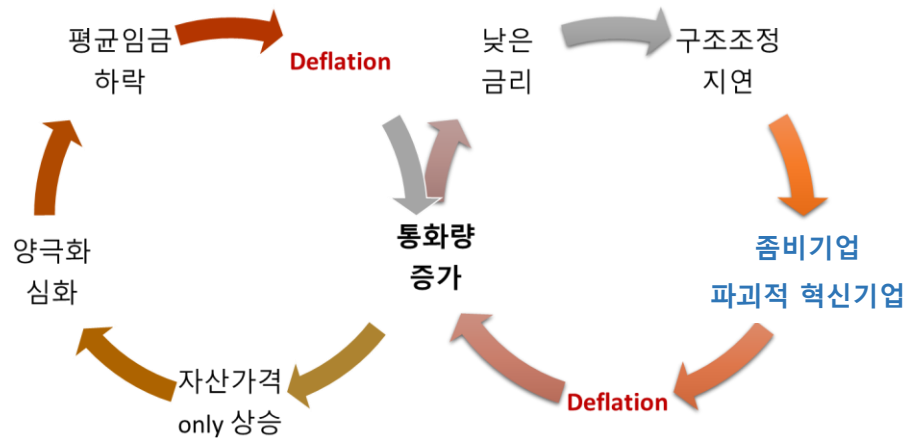 평균임금
하락
Deflation
낮은
금리
구조조정
지연
양극화
심화
통화량
증가
좀비기업
파괴적 혁신기업
자산가격
only 상승
Deflation